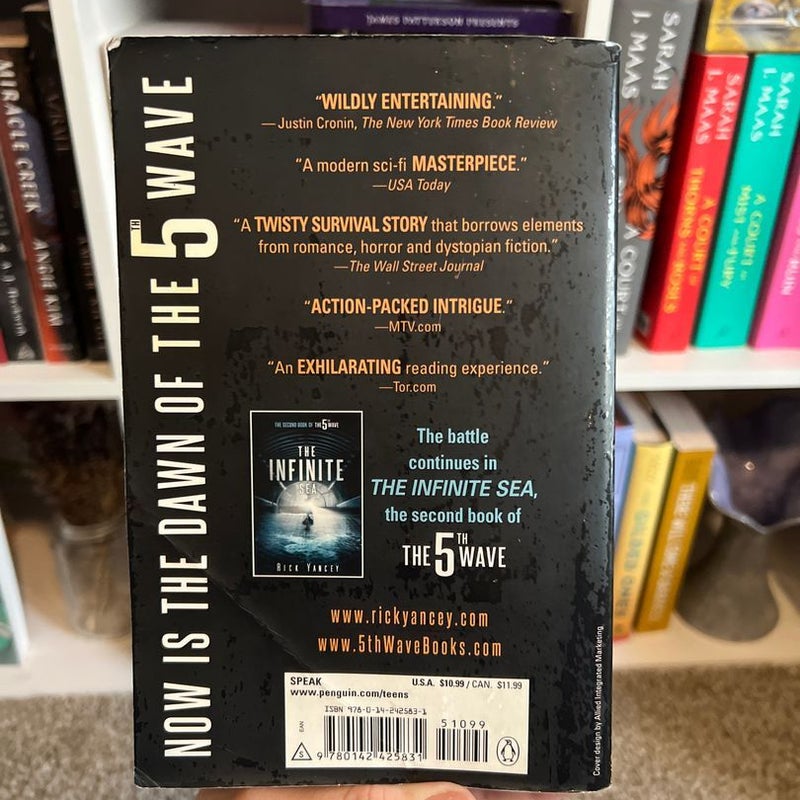 JAMES PATTERSON PRESENTS
MIRACLE CREEK
ANGIE KIM
NOW IS THE DAWN OF THE 5TH WAVE
“WILDLY ENTERTAINING.”
—Justin Cronin, The New York Times Book Review
“A modern sci-fi MASTERPIECE.”
—USA Today
“A TWISTY SURVIVAL STORY that borrows elements
from romance, horror and dystopian fiction.”
—The Wall Street Journal
“ACTION-PACKED INTRIGUE.”
—MTV.com
“An EXHILARATING reading experience.”
—Tor.com
THE SECOND BOOK OF THE 5TH WAVE
THE
INFINITE
SEA
RICK YANCEY
The battle
continues in
THE INFINITE SEA,
the second book of
THE 5TH WAVE
www.rickyancey.com
www.5thWaveBooks.com
SPEAK
U.S.A. $10.99 / CAN. $11.99
www.penguin.com/teens
ISBN 978-0-14-242583-1
51099
EAN
S
9 780142 425831
Cover design by Allied Integrated Marketing
SARAH
J. MAAS
A COURT
SARAH
J. MAAS
A COURT OF
THORNS AND ROSES
SARAH
J. MAAS
A COURT OF
MIST AND FURY